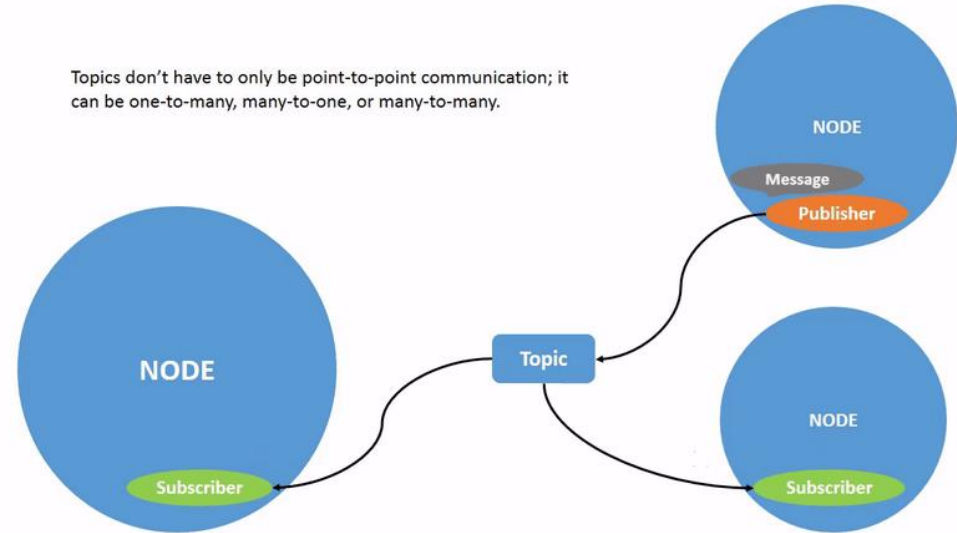 Topics don’t have to only be point-to-point communication; it
can be one-to-many, many-to-one, or many-to-many.
NODE
Message
Publisher
Topic
NODE
Subscriber
NODE
Subscriber